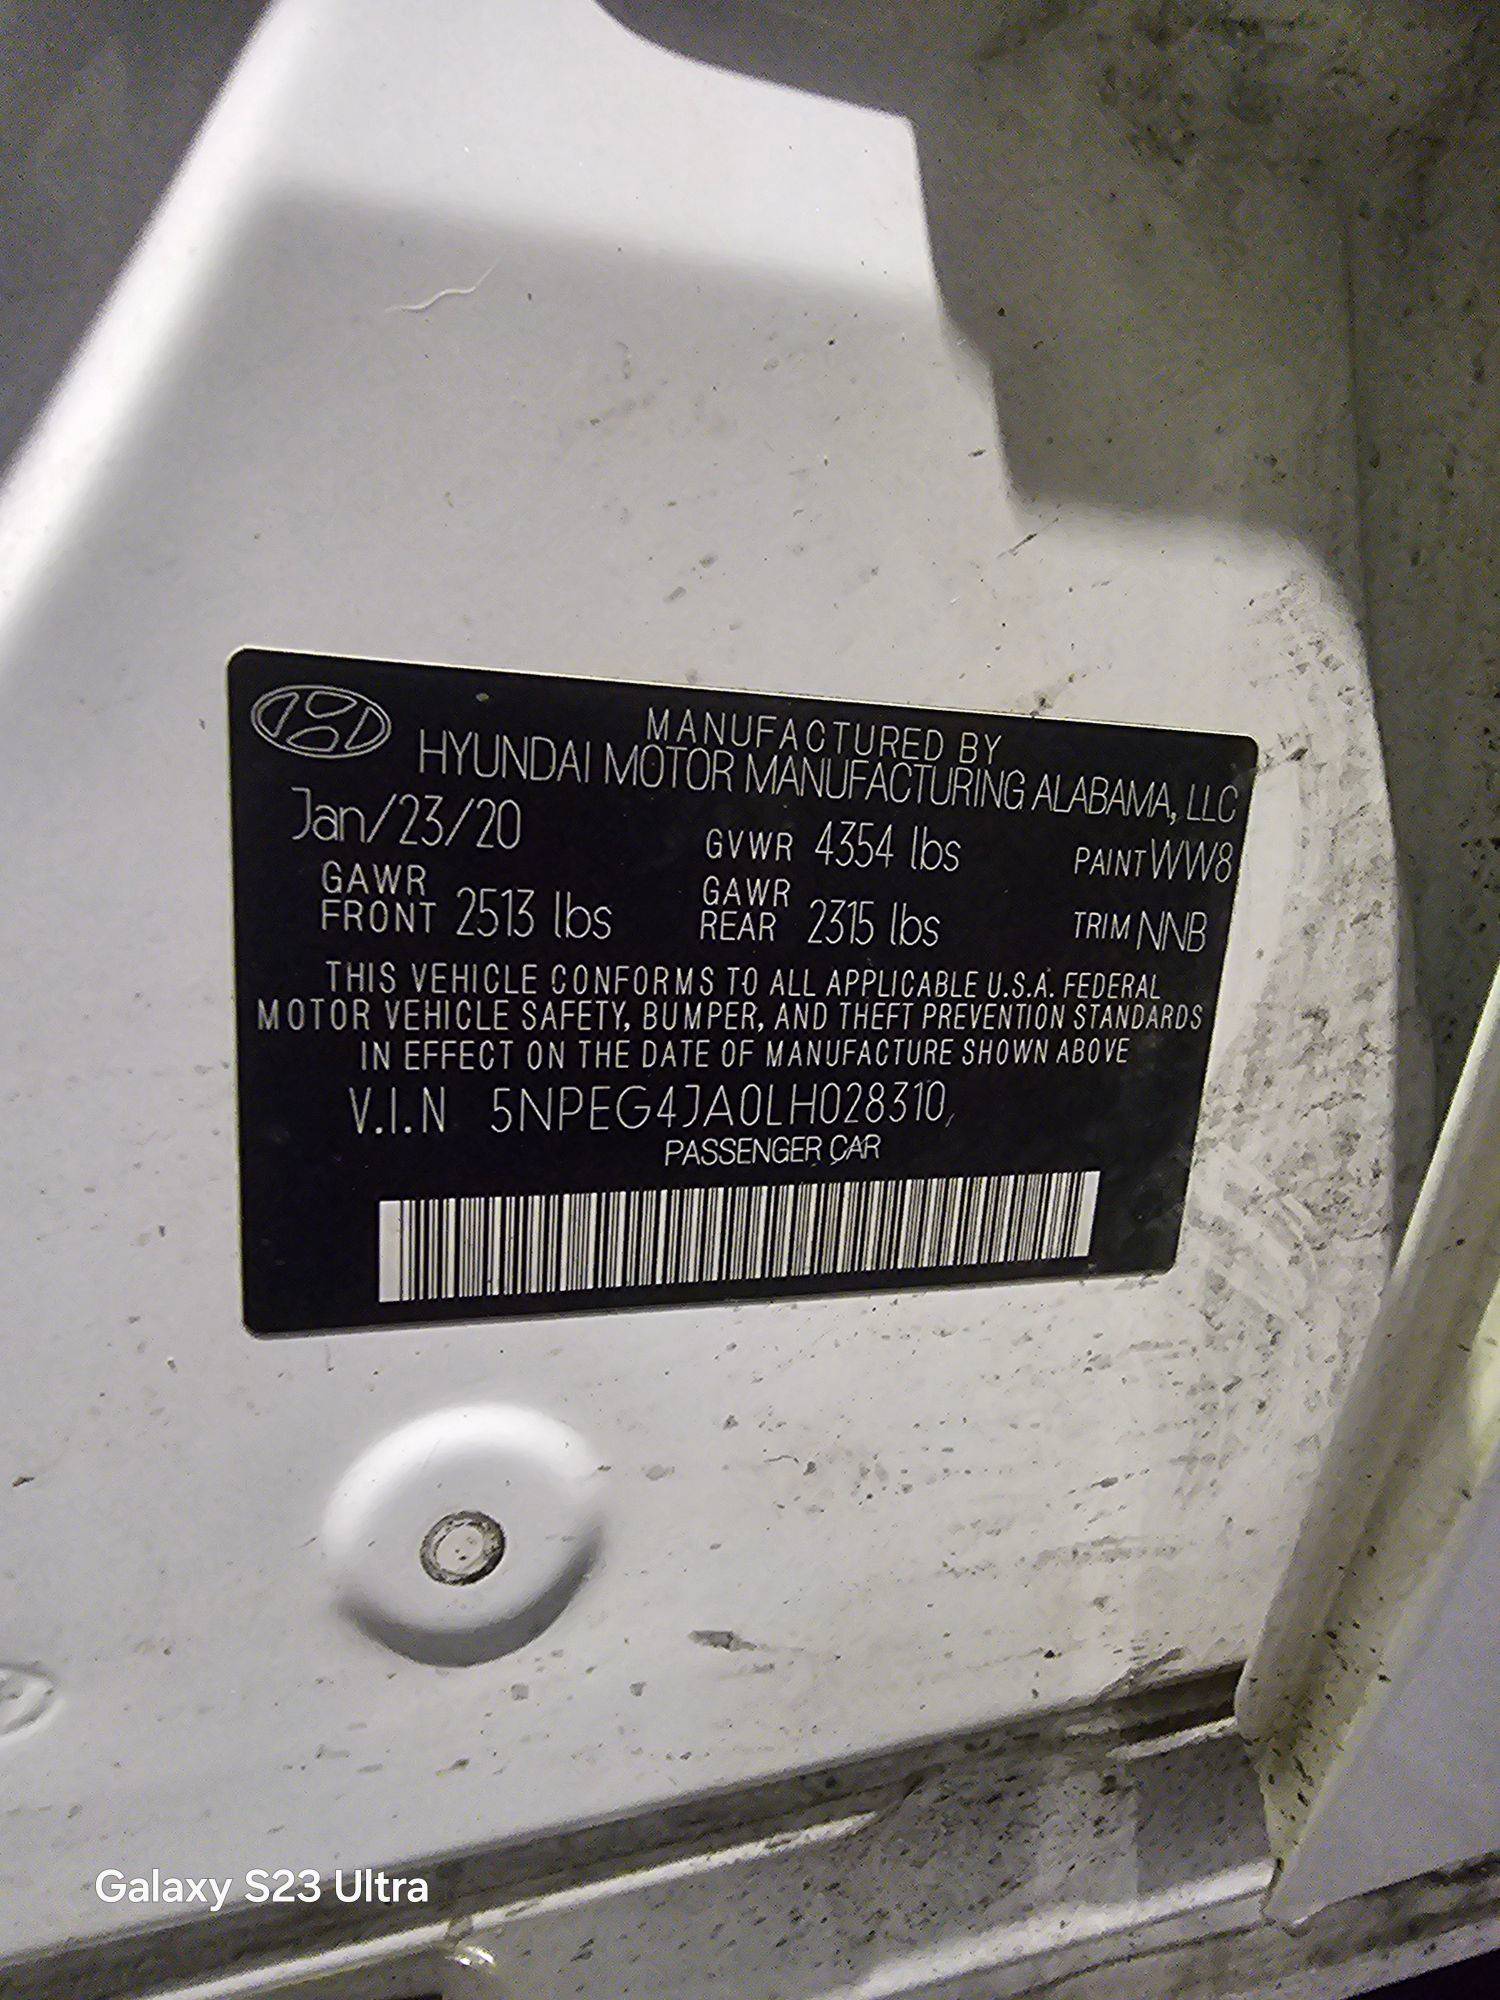 MANUFACTURED BY
HYUNDAI MOTOR MANUFACTURING ALABAMA, LLC
Jan/23/20 GVWR 4354 lbs PAINT WW8
GAWR FRONT 2513 lbs GAWR REAR 2315 lbs TRIM NNB
THIS VEHICLE CONFORMS TO ALL APPLICABLE U.S.A. FEDERAL
MOTOR VEHICLE SAFETY, BUMPER, AND THEFT PREVENTION STANDARDS
IN EFFECT ON THE DATE OF MANUFACTURE SHOWN ABOVE
V.I.N 5NPEG4JA0LH028310
PASSENGER CAR
Galaxy S23 Ultra